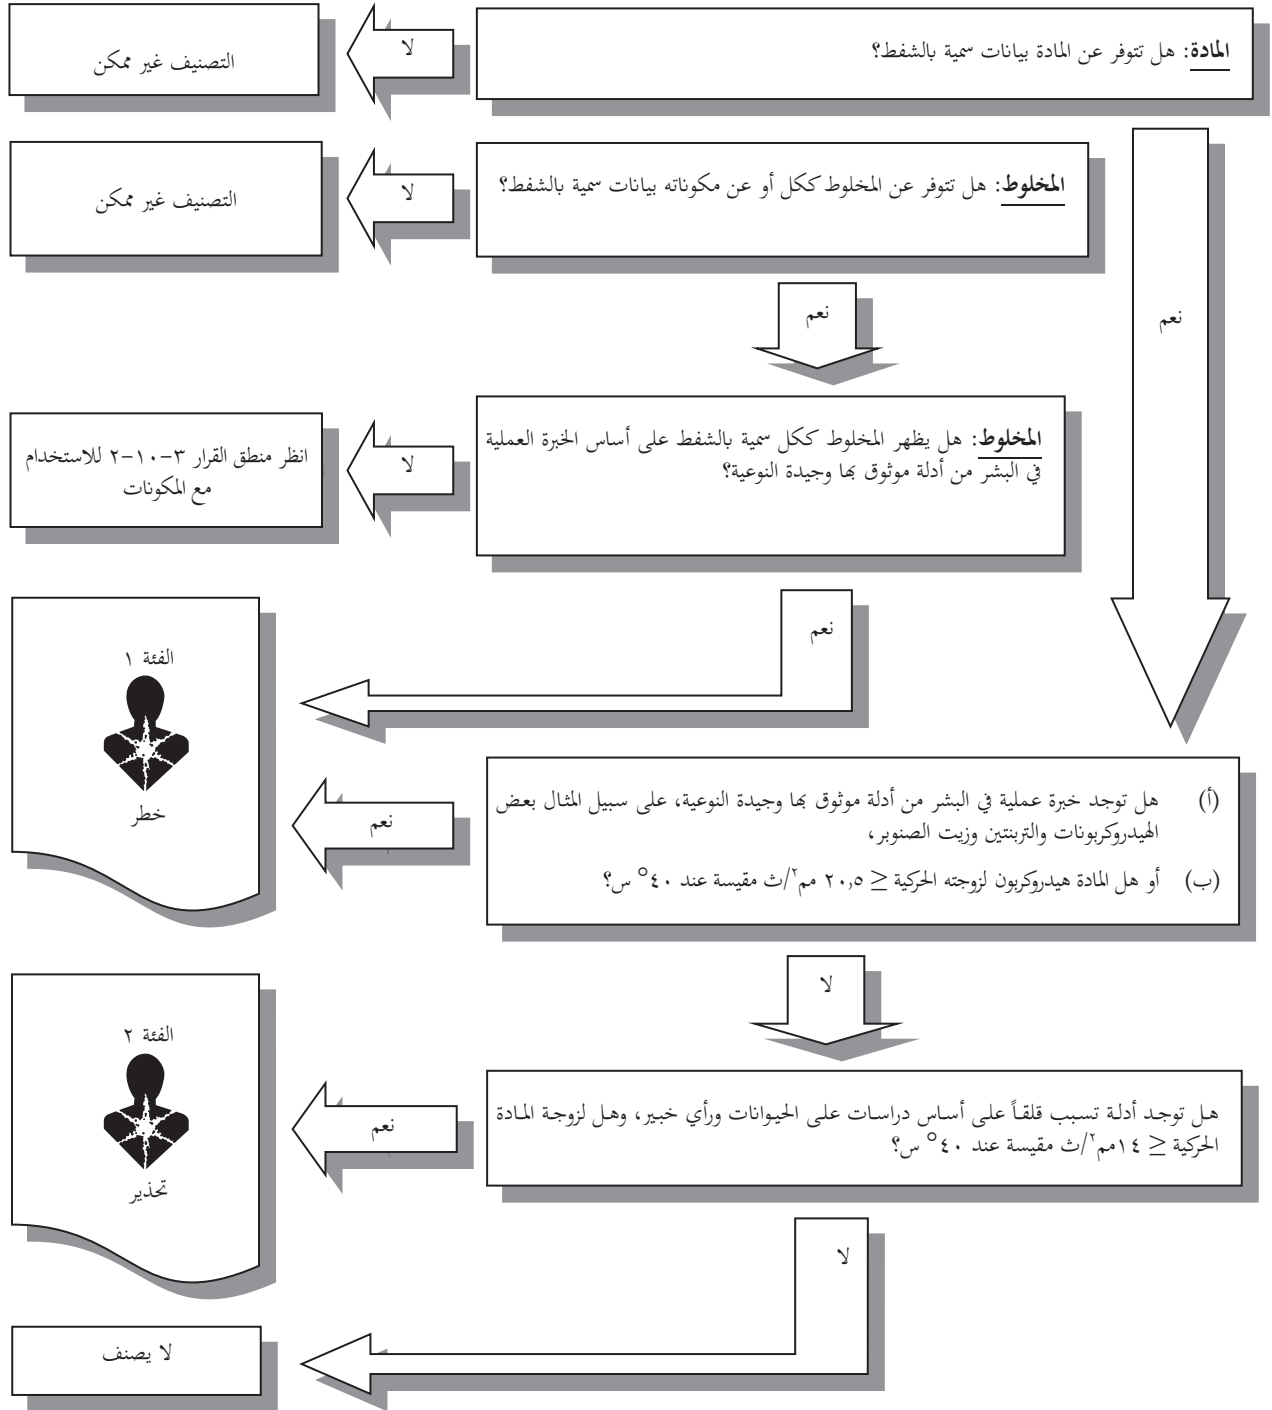 المادة: هل تتوفر عن المادة بيانات سمية بالشفط؟
لا
التصنيف غير ممكن
المخلوط: هل تتوفر عن المخلوط ككل أو عن مكوناته بيانات سمية بالشفط؟
لا
التصنيف غير ممكن
نعم
نعم
المخلوط: هل يظهر المخلوط ككل سمية بالشفط على أساس الخبرة العملية
في البشر من أدلة موثوق بها وجيدة النوعية؟
لا
انظر منطق القرار ٣-١٠-٢ للاستخدام
مع المكونات
نعم
الفئة ١
خطر
(أ) هل توجد خبرة عملية في البشر من أدلة موثوق بها وجيدة النوعية، على سبيل المثال بعض
الهيدروكربونات والتربنتين وزيت الصنوبر،
(ب) أو هل المادة هيدروكربون لزوجته الحركية ≥ ٢٠,٥ مم٢/ث مقيسة عند ٤٠° س؟
نعم
لا
الفئة ٢
تحذير
هل توجد أدلة تسبب قلقاً على أساس دراسات على الحيوانات ورأي خبير، وهل لزوجة المادة
الحركية ≥ ١٤مم٢/ث مقيسة عند ٤٠° س؟
نعم
لا
لا يصنف